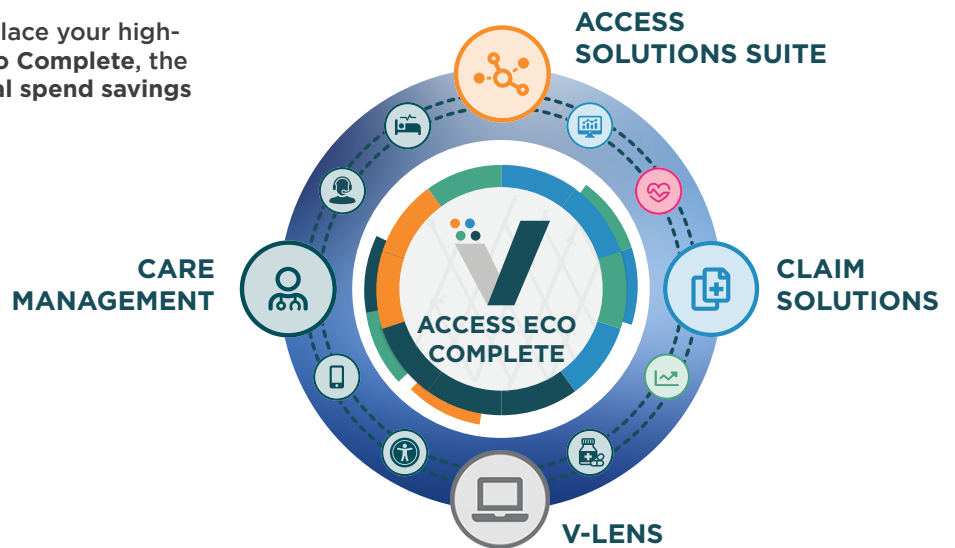 lace your high-
o Complete, the
al spend savings
ACCESS
SOLUTIONS SUITE
CARE
MANAGEMENT
CLAIM
SOLUTIONS
V
ACCESS ECO
COMPLETE
V-LENS